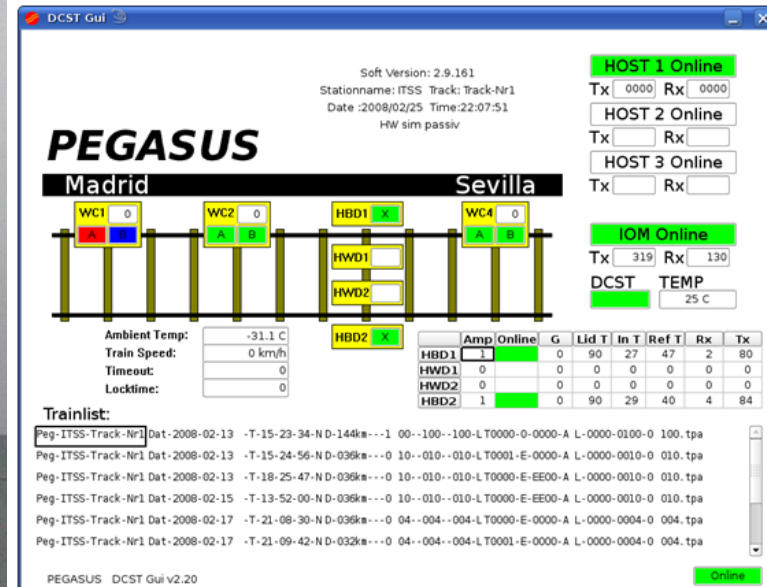 DCST Gui
Soft Version: 2.9.161
Stationname: ITSS Track: Track-Nr1
Date :2008/02/25 Time:22:07:51
HW sim passiv
HOST 1 Online
Tx 0000 Rx 0000
HOST 2 Online
Tx Rx
HOST 3 Online
Tx Rx
PEGASUS
Madrid Sevilla
WC1 0
A B
WC2 0
A B
HBD1 X
HWD1
HWD2
HBD2 X
WC4 0
A B
IOM Online
Tx 319 Rx 130
DCST TEMP
25 C
Ambient Temp: -31.1 C
Train Speed: 0 km/h
Timeout: 0
Locktime: 0
Amp Online G Lid T In T Ref T Rx Tx
HBD1 1 0 90 27 47 2 80
HWD1 0 0 0 0 0 0 0
HWD2 0 0 0 0 0 0 0
HBD2 1 0 90 29 40 4 84
Trainlist:
Peg-ITSS-Track-Nr1 Dat-2008-02-13 -T-15-23-34-N D-144km---1 00--100--100-L T0000-0-0000-A L-0000-0100-0 100.tpa
Peg-ITSS-Track-Nr1 Dat-2008-02-13 -T-15-24-56-N D-036km---0 10--010--010-L T0001-E-0000-A L-0000-0010-0 010.tpa
Peg-ITSS-Track-Nr1 Dat-2008-02-13 -T-18-25-47-N D-036km---0 10--010--010-L T0000-E-EE00-A L-0000-0010-0 010.tpa
Peg-ITSS-Track-Nr1 Dat-2008-02-15 -T-13-52-00-N D-036km---0 10--010--010-L T0000-E-EE00-A L-0000-0010-0 010.tpa
Peg-ITSS-Track-Nr1 Dat-2008-02-17 -T-21-08-30-N D-036km---0 04--004--004-L T0000-E-0000-A L-0000-0004-0 004.tpa
Peg-ITSS-Track-Nr1 Dat-2008-02-17 -T-21-09-42-N D-032km---0 04--004--004-L T0001-E-0000-A L-0000-0004-0 004.tpa
PEGASUS DCST Gui v2.20
Online